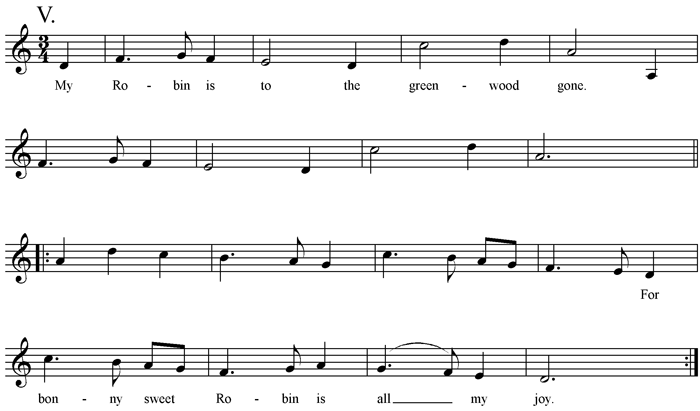 V.
3
4
My Ro - bin is to the green - wood gone.
For
bon - ny sweet Ro - bin is all my joy.